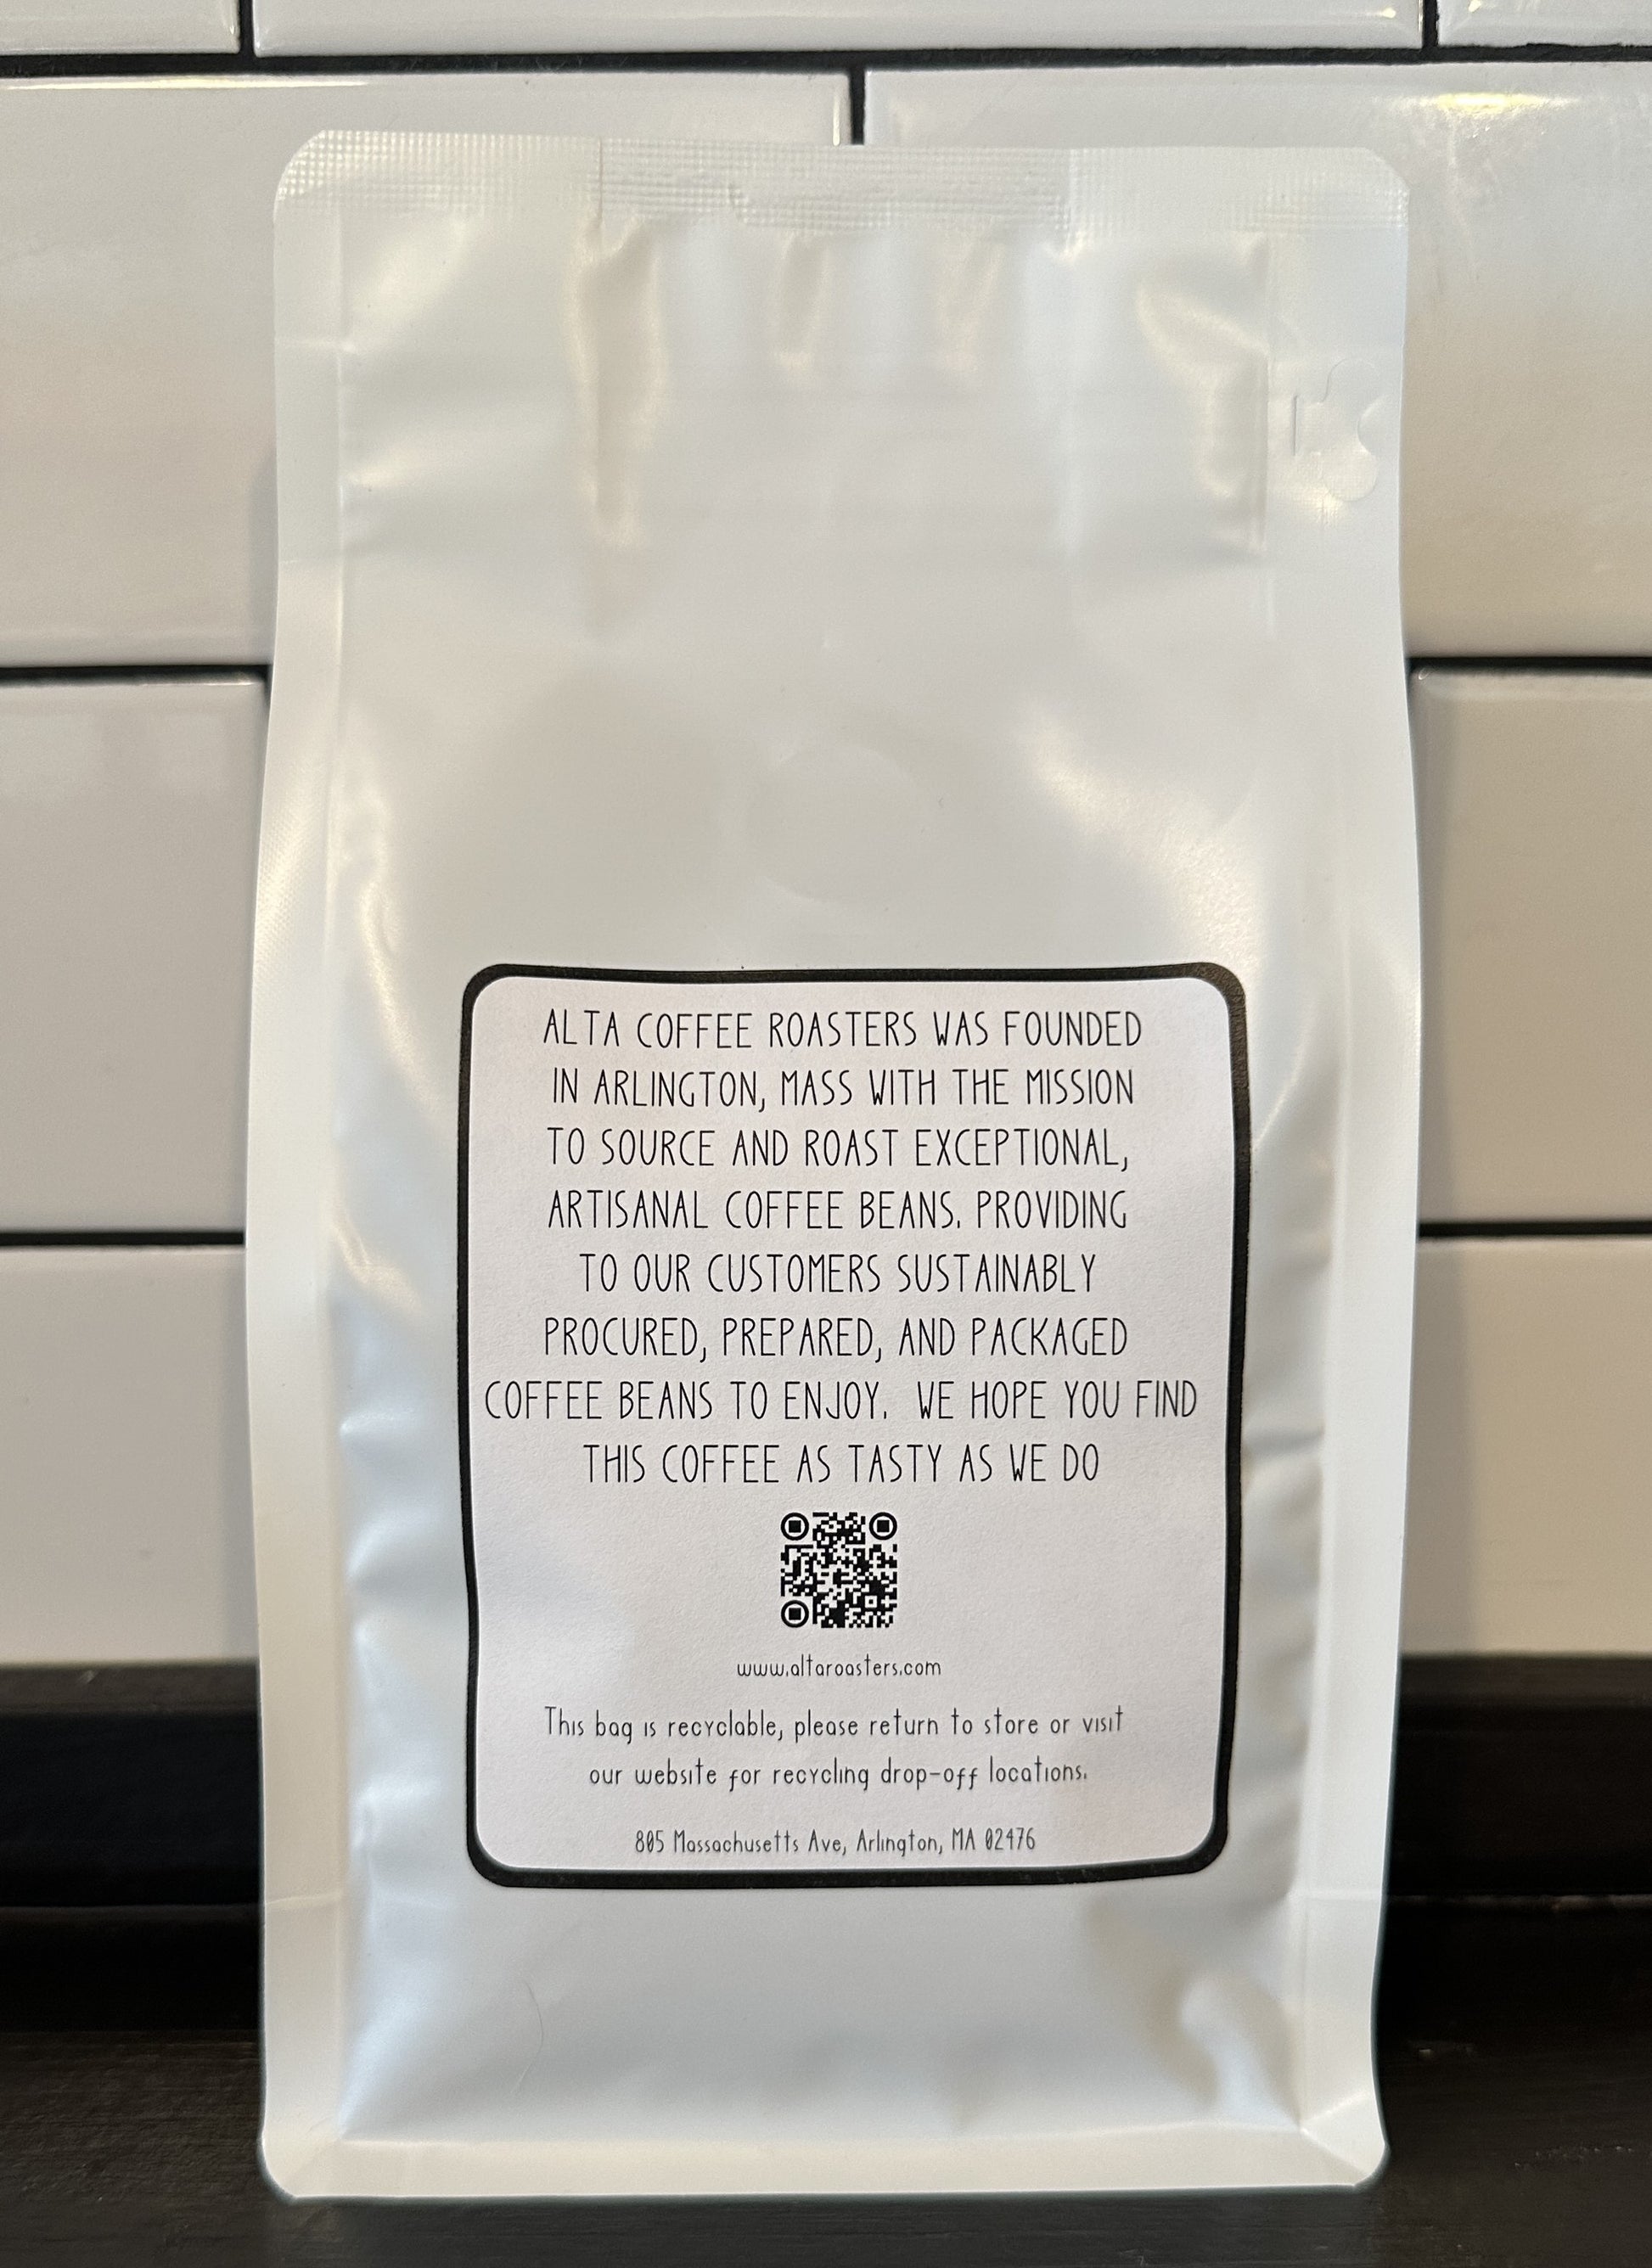 ALTA COFFEE ROASTERS WAS FOUNDED
IN ARLINGTON, MASS WITH THE MISSION
TO SOURCE AND ROAST EXCEPTIONAL,
ARTISANAL COFFEE BEANS. PROVIDING
TO OUR CUSTOMERS SUSTAINABLY
PROCURED, PREPARED, AND PACKAGED
COFFEE BEANS TO ENJOY. WE HOPE YOU FIND
THIS COFFEE AS TASTY AS WE DO
www.altaroasters.com
This bag is recyclable, please return to store or visit
our website for recycling drop-off locations.
805 Massachusetts Ave, Arlington, MA 02476